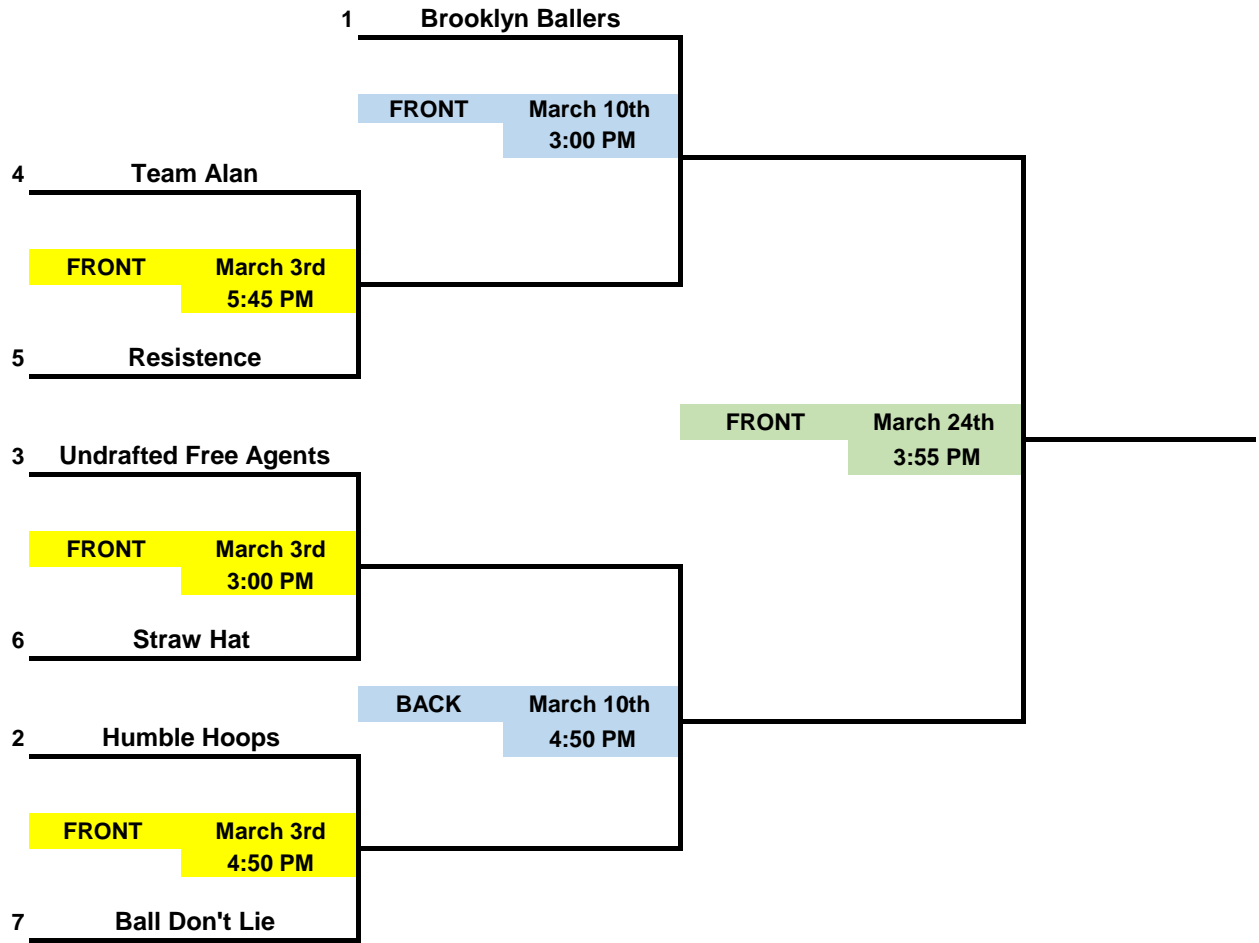 1 Brooklyn Ballers
FRONT March 10th
3:00 PM
4 Team Alan
FRONT March 3rd
5:45 PM
5 Resistence
FRONT March 24th
3:55 PM
3 Undrafted Free Agents
FRONT March 3rd
3:00 PM
6 Straw Hat
BACK March 10th
4:50 PM
2 Humble Hoops
FRONT March 3rd
4:50 PM
7 Ball Don't Lie